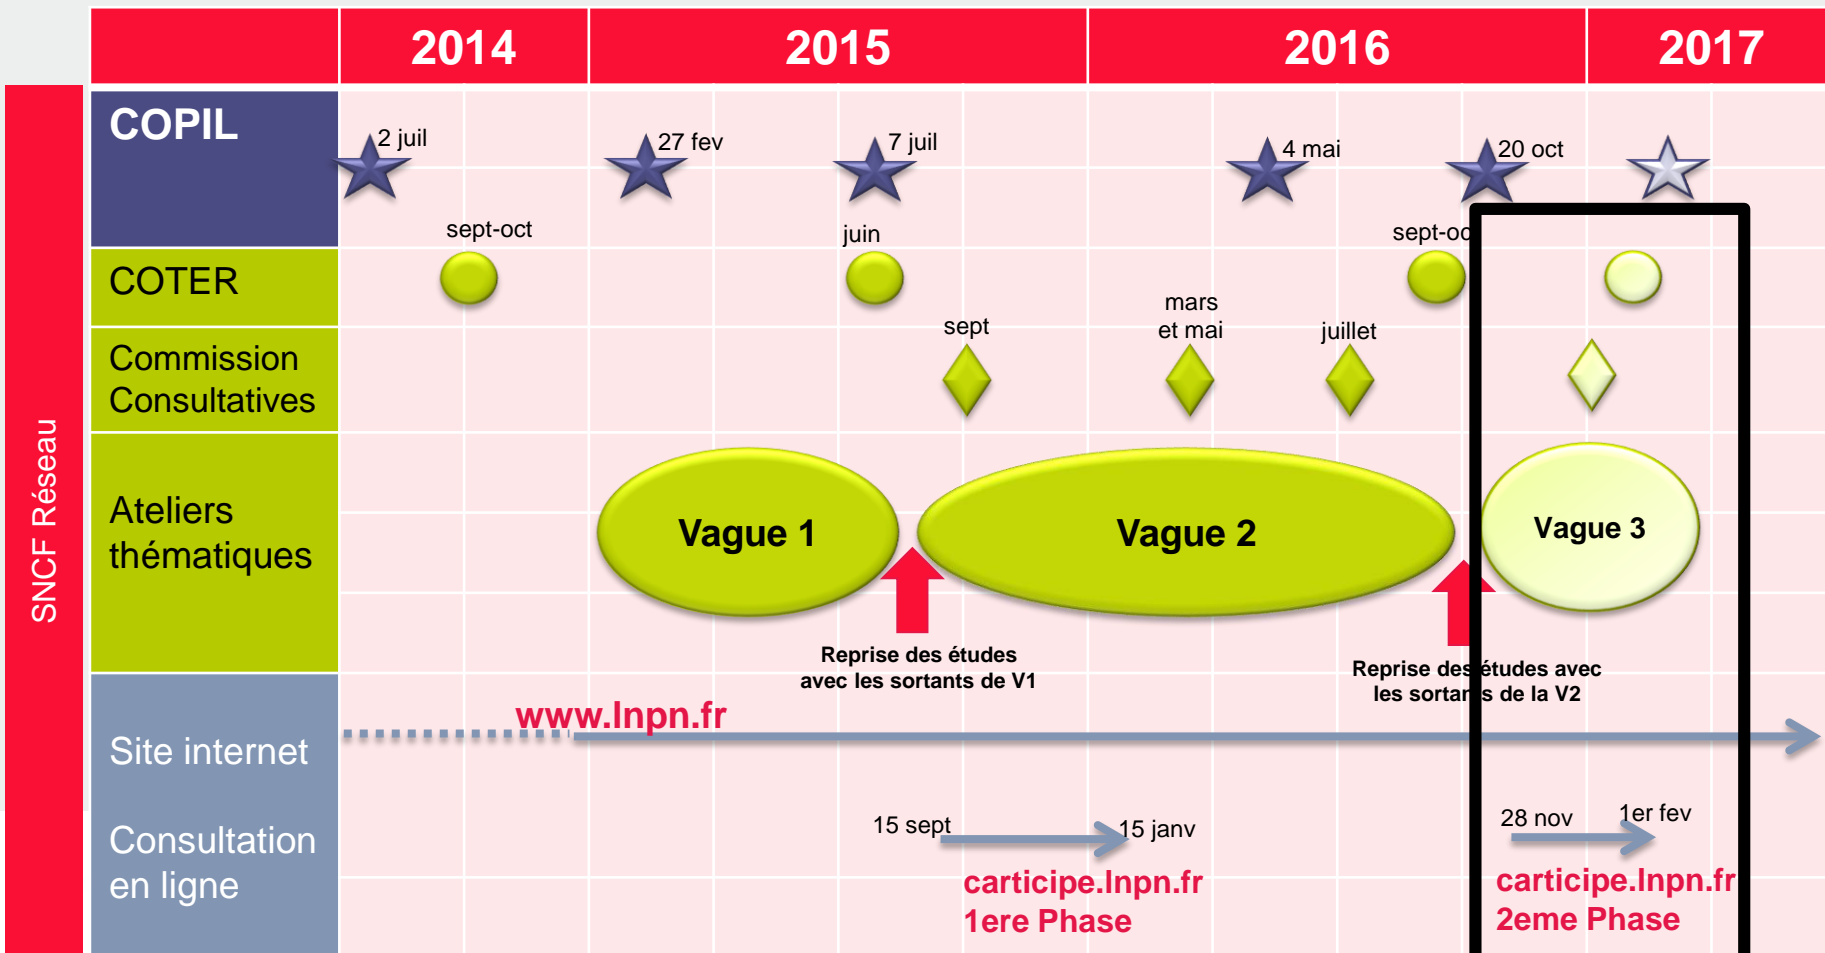 2014
2015
2016
2017
SNCF Réseau
COPIL
2 juil
27 fev
7 juil
4 mai
20 oct
COTER
sept-oct
juin
sept-oc
Commission
Consultatives
sept
mars
et mai
juillet
Ateliers
thématiques
Vague 1
Vague 2
Vague 3
Reprise des études
avec les sortants de V1
Reprise des études avec
les sortants de la V2
Site internet
www.lnpn.fr
Consultation
en ligne
15 sept
15 janv
carticipe.lnpn.fr
1ere Phase
28 nov
1er fev
carticipe.lnpn.fr
2eme Phase